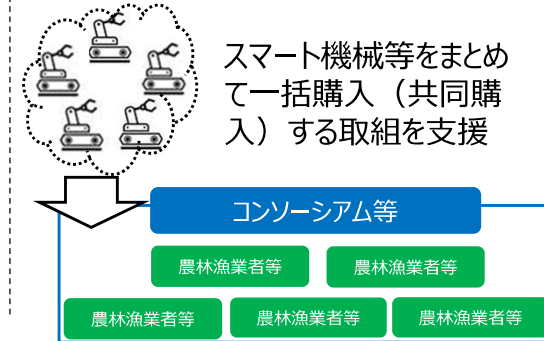 スマート機械等をまとめ
て一括購入（共同購
入）する取組を支援
コンソーシアム等
農林漁業者等
農林漁業者等
農林漁業者等
農林漁業者等
農林漁業者等